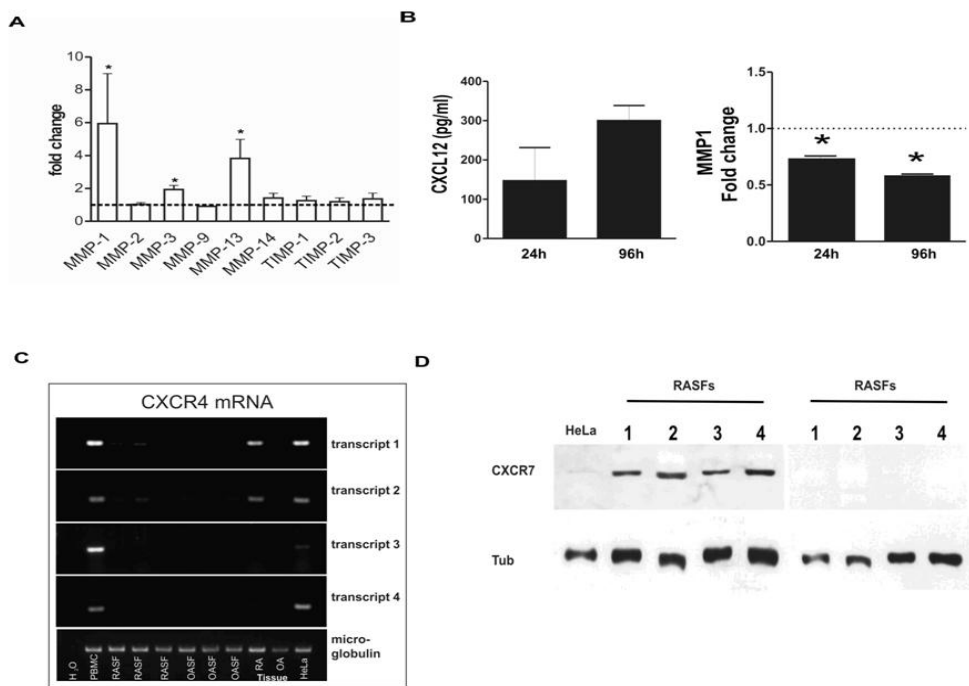 A
fold change
10
8
6
4
2
0
*
*
*
MMP-1
MMP-2
MMP-3
MMP-9
MMP-13
MMP-14
TIMP-1
TIMP-2
TIMP-3
B
CXCL12 (pg/ml)
400
300
200
100
0
24h
96h
MMP1
Fold change
1.5
1.0
0.5
0.0
*
*
24h
96h
C
CXCR4 mRNA
transcript 1
transcript 2
transcript 3
transcript 4
micro-
globulin
H2O
PBMC
RASF
RASF
RASF
OASF
OASF
OASF
RA
OA
Tissue
HeLa
D
RASFs
RASFs
HeLa 1 2 3 4 1 2 3 4
CXCR7
Tub